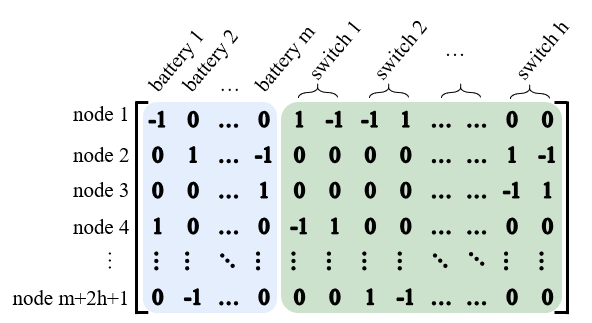 battery 1 battery 2 … battery m switch 1 switch 2 … switch h
node 1 -1 0 ... 0 1 -1 -1 1 ... ... 0 0
node 2 0 1 ... -1 0 0 0 0 ... ... 1 -1
node 3 0 0 ... 1 0 0 0 0 ... ... -1 1
node 4 1 0 ... 0 -1 1 0 0 ... ... 0 0
⋮ ⋮ ⋮ ⋱ ⋮ ⋮ ⋮ ⋮ ⋮ ⋱ ⋱ ⋮ ⋮
node m+2h+1 0 -1 ... 0 0 0 1 -1 ... ... 0 0